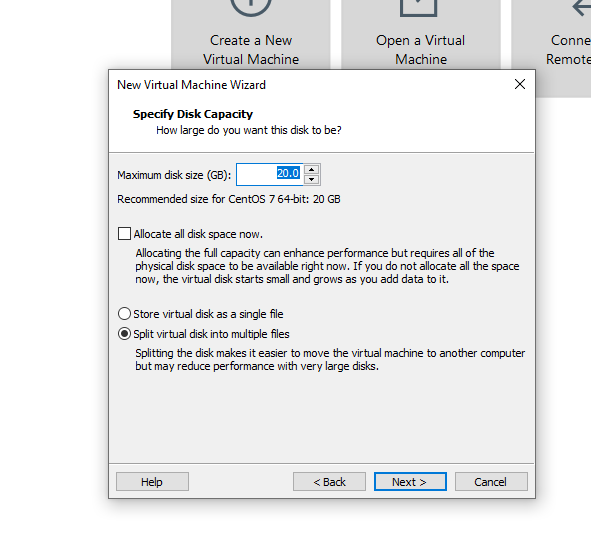 Create a New
Virtual Machine
Open a Virtual
Machine
Conne
Remote
New Virtual Machine Wizard
Specify Disk Capacity
How large do you want this disk to be?
Maximum disk size (GB): 20.0
Recommended size for CentOS 7 64-bit: 20 GB
Allocate all disk space now.
Allocating the full capacity can enhance performance but requires all of the
physical disk space to be available right now. If you do not allocate all the space
now, the virtual disk starts small and grows as you add data to it.
Store virtual disk as a single file
Split virtual disk into multiple files
Splitting the disk makes it easier to move the virtual machine to another computer
but may reduce performance with very large disks.
Help < Back Next > Cancel